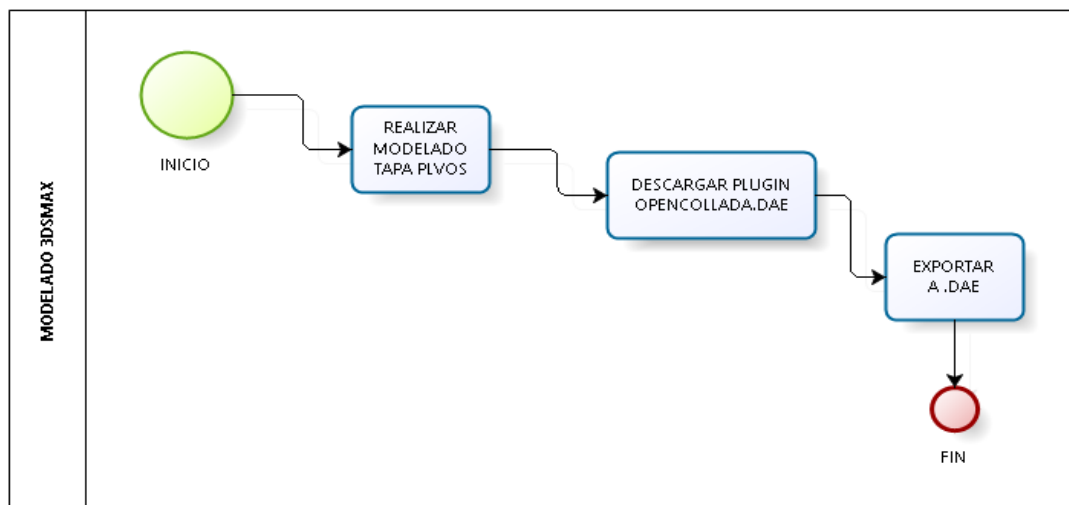 MODELADO 3DSMAX
INICIO
REALIZAR
MODELADO
TAPA PLVOS
DESCARGAR PLUGIN
OPENCOLLADA.DAE
EXPORTAR
A .DAE
FIN